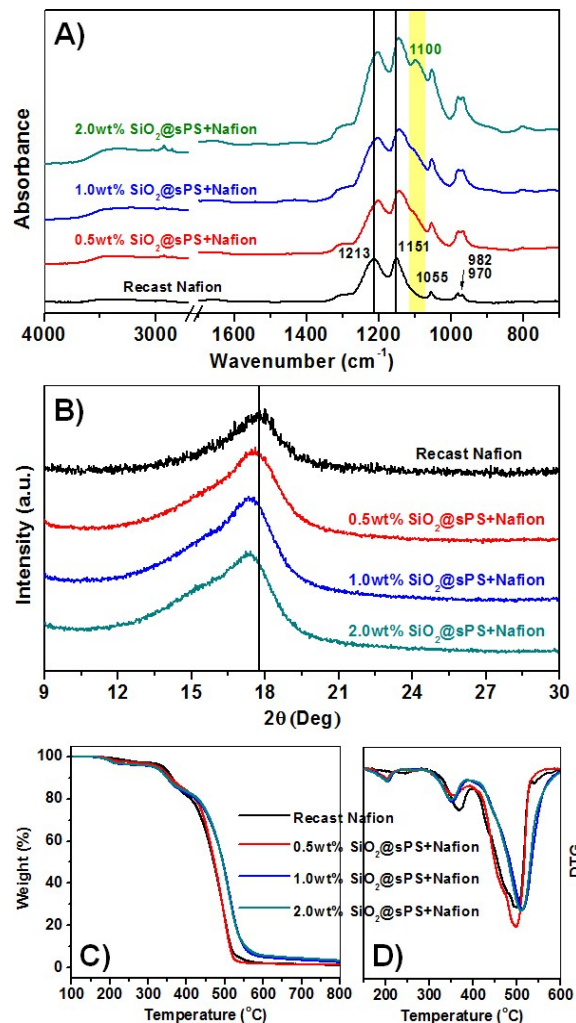 A)
1100
2.0wt% SiO₂@sPS+Nafion
1.0wt% SiO₂@sPS+Nafion
0.5wt% SiO₂@sPS+Nafion
1213
1151
1055
982
970
Recast Nafion
Absorbance
4000 3000 1600 1400 1200 1000 800
Wavenumber (cm⁻¹)
B)
Recast Nafion
0.5wt% SiO₂@sPS+Nafion
1.0wt% SiO₂@sPS+Nafion
2.0wt% SiO₂@sPS+Nafion
Intensity (a.u.)
9 12 15 18 21 24 27 30
2θ (Deg)
100
80
60
40
20
0
Weight (%)
Recast Nafion
0.5wt% SiO₂@sPS+Nafion
1.0wt% SiO₂@sPS+Nafion
2.0wt% SiO₂@sPS+Nafion
C)
100 200 300 400 500 600 700 800
Temperature (°C)
D)
DTG
200 300 400 500 600
Temperature (°C)